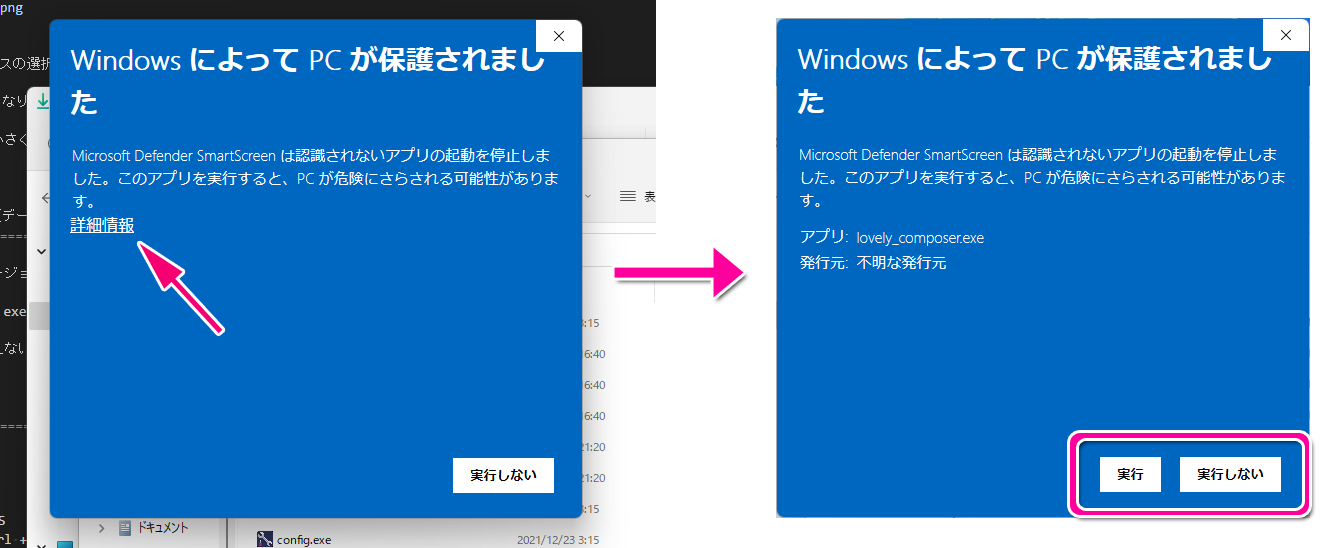 png
スの選択
なり
小さく
デー
ージョ
exe
ない
Windows によって PC が保護されまし
た
Microsoft Defender SmartScreen は認識されないアプリの起動を停止しま
した。このアプリを実行すると、PC が危険にさらされる可能性がありま
す。
詳細情報
実行しない
表
3:15
6:40
6:40
6:40
21:20
21:20
3:15
ドキュメント
config.exe
2021/12/23 3:15
Windows によって PC が保護されまし
た
Microsoft Defender SmartScreen は認識されないアプリの起動を停止しま
した。このアプリを実行すると、PC が危険にさらされる可能性がありま
す。
アプリ: lovely_composer.exe
発行元: 不明な発行元
実行 実行しない